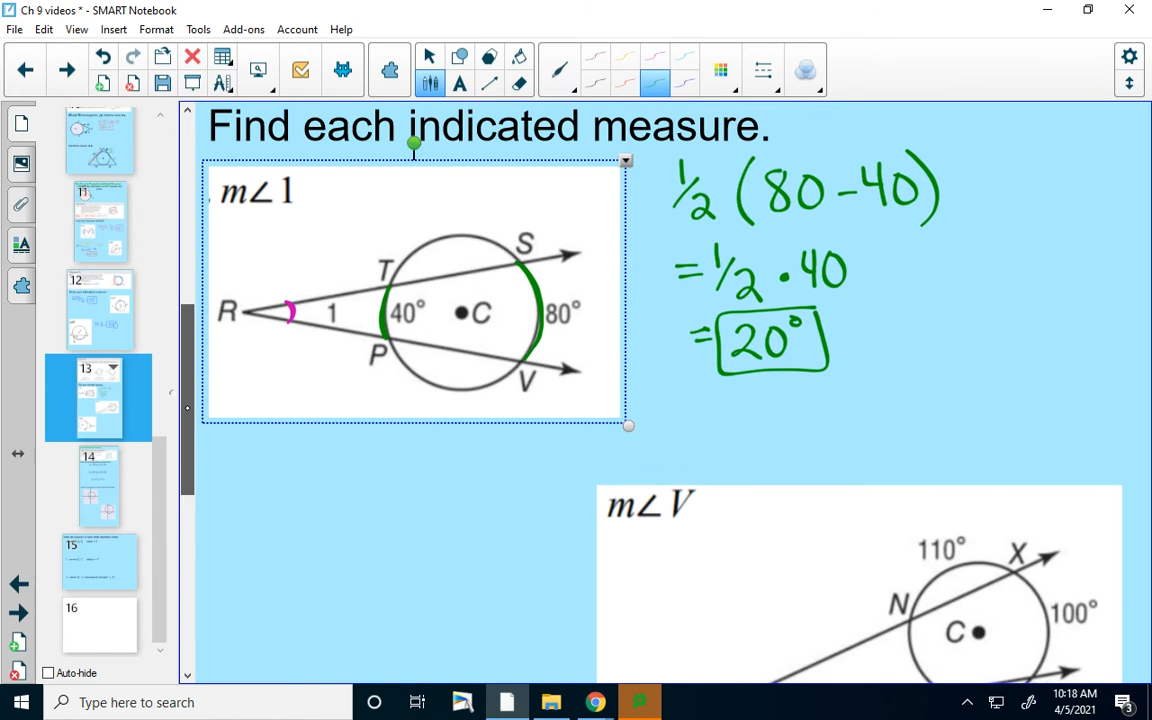 Ch 9 videos * - SMART Notebook
File Edit View Insert Format Tools Add-ons Account Help
Find each indicated measure.
m∠1
R 1 T 40° P C S 80° V
1/2 (80-40)
= 1/2 • 40
= 20°
m∠V
110° X
N
C
100°
11
12
13
14
15
16
Auto-hide
Type here to search
10:18 AM
4/5/2021
3